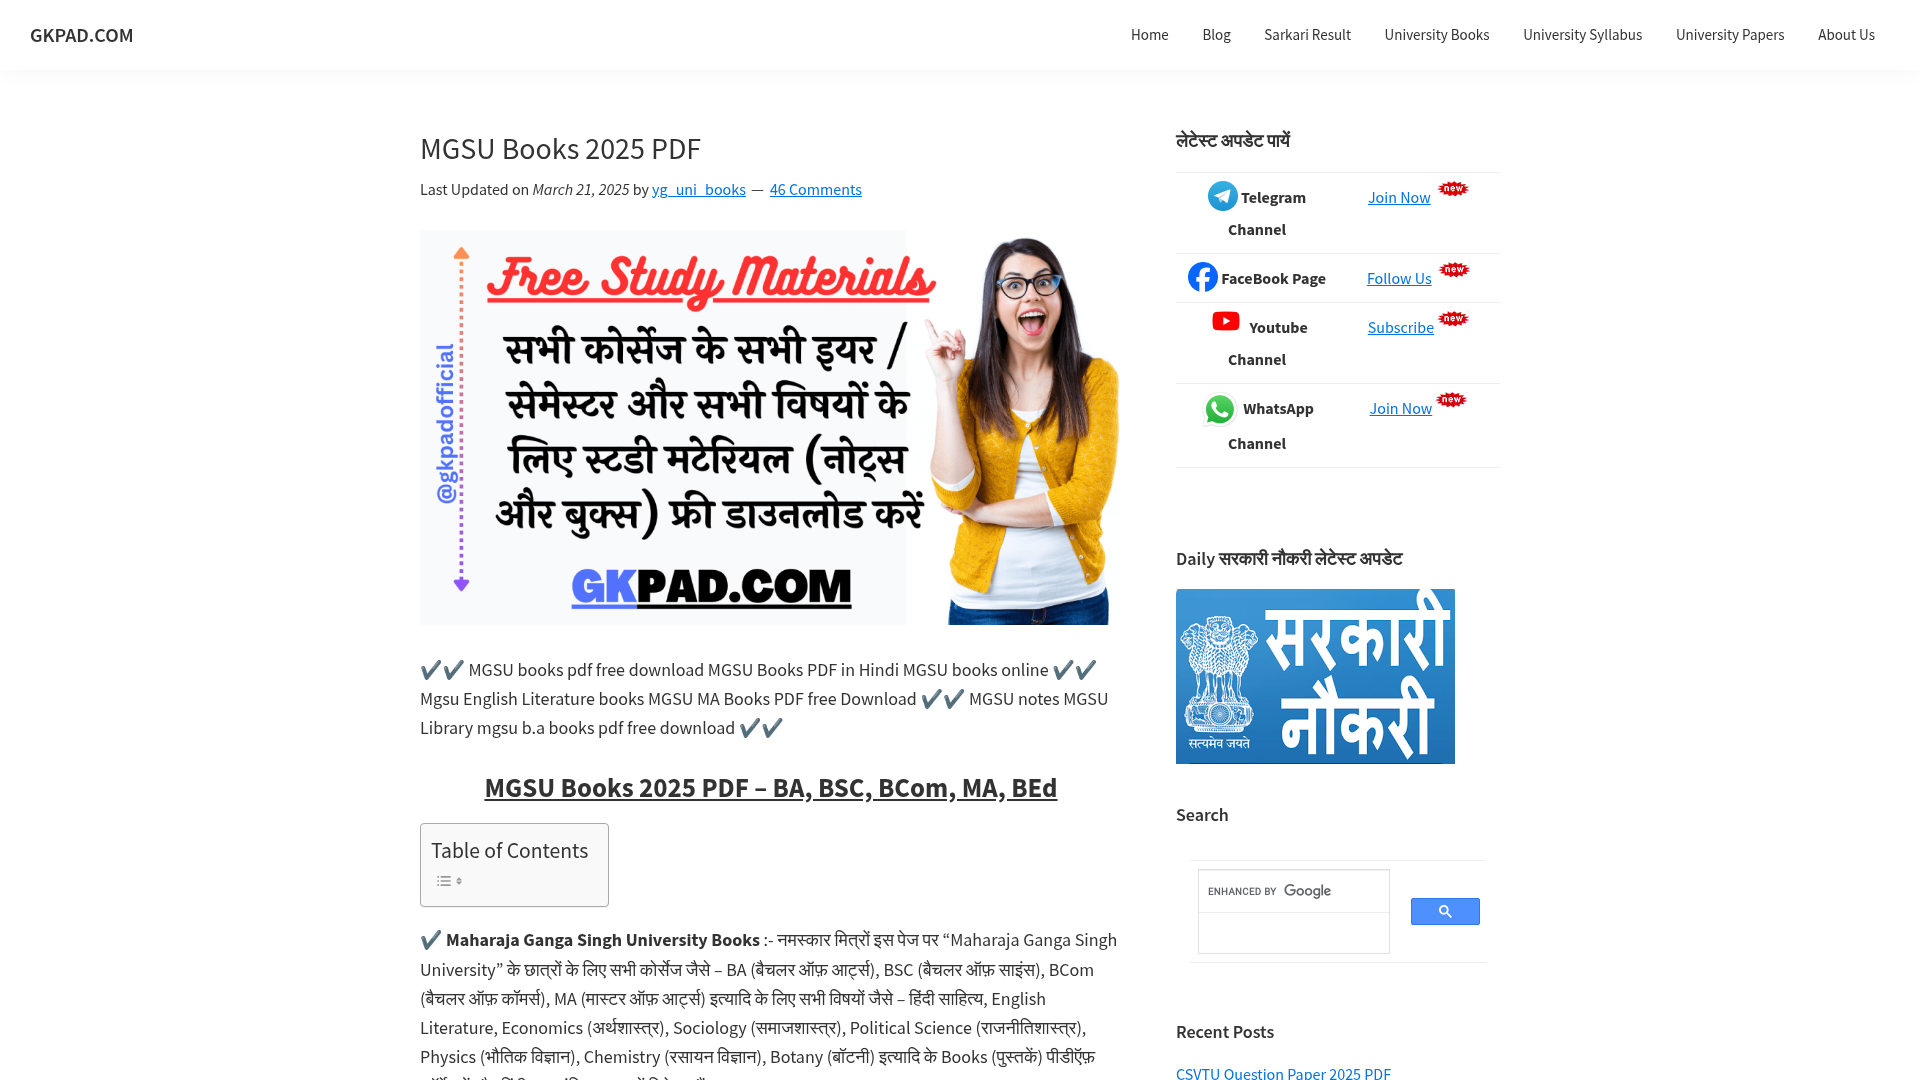 GKPAD.COM
Home
Blog
Sarkari Result
University Books
University Syllabus
University Papers
About Us
MGSU Books 2025 PDF
Last Updated on March 21, 2025 by yg_uni_books — 46 Comments
@gkpadofficial
Free Study Materials
सभी कोर्सेज के सभी इयर /
सेमेस्टर और सभी विषयों के
लिए स्टडी मटेरियल (नोट्स
और बुक्स) फ्री डाउनलोड करें
GKPAD.COM
✔✔ MGSU books pdf free download MGSU Books PDF in Hindi MGSU books online ✔✔
Mgsu English Literature books MGSU MA Books PDF free Download ✔✔ MGSU notes MGSU
Library mgsu b.a books pdf free download ✔✔
MGSU Books 2025 PDF – BA, BSC, BCom, MA, BEd
Table of Contents
✔ Maharaja Ganga Singh University Books :- नमस्कार मित्रों इस पेज पर “Maharaja Ganga Singh
University” के छात्रों के लिए सभी कोर्सेज जैसे – BA (बैचलर ऑफ़ आर्ट्स), BSC (बैचलर ऑफ़ साइंस), BCom
(बैचलर ऑफ़ कॉमर्स), MA (मास्टर ऑफ़ आर्ट्स) इत्यादि के लिए सभी विषयों जैसे – हिंदी साहित्य, English
Literature, Economics (अर्थशास्त्र), Sociology (समाजशास्त्र), Political Science (राजनीतिशास्त्र),
Physics (भौतिक विज्ञान), Chemistry (रसायन विज्ञान), Botany (बॉटनी) इत्यादि के Books (पुस्तकें) पीडीऍफ़
लेटेस्ट अपडेट पायें
Telegram Join Now new
Channel
FaceBook Page Follow Us new
Youtube Subscribe new
Channel
WhatsApp Join Now new
Channel
Daily सरकारी नौकरी लेटेस्ट अपडेट
सरकारी
नौकरी
सत्यमेव जयते
Search
ENHANCED BY Google
Recent Posts
CSVTU Question Paper 2025 PDF